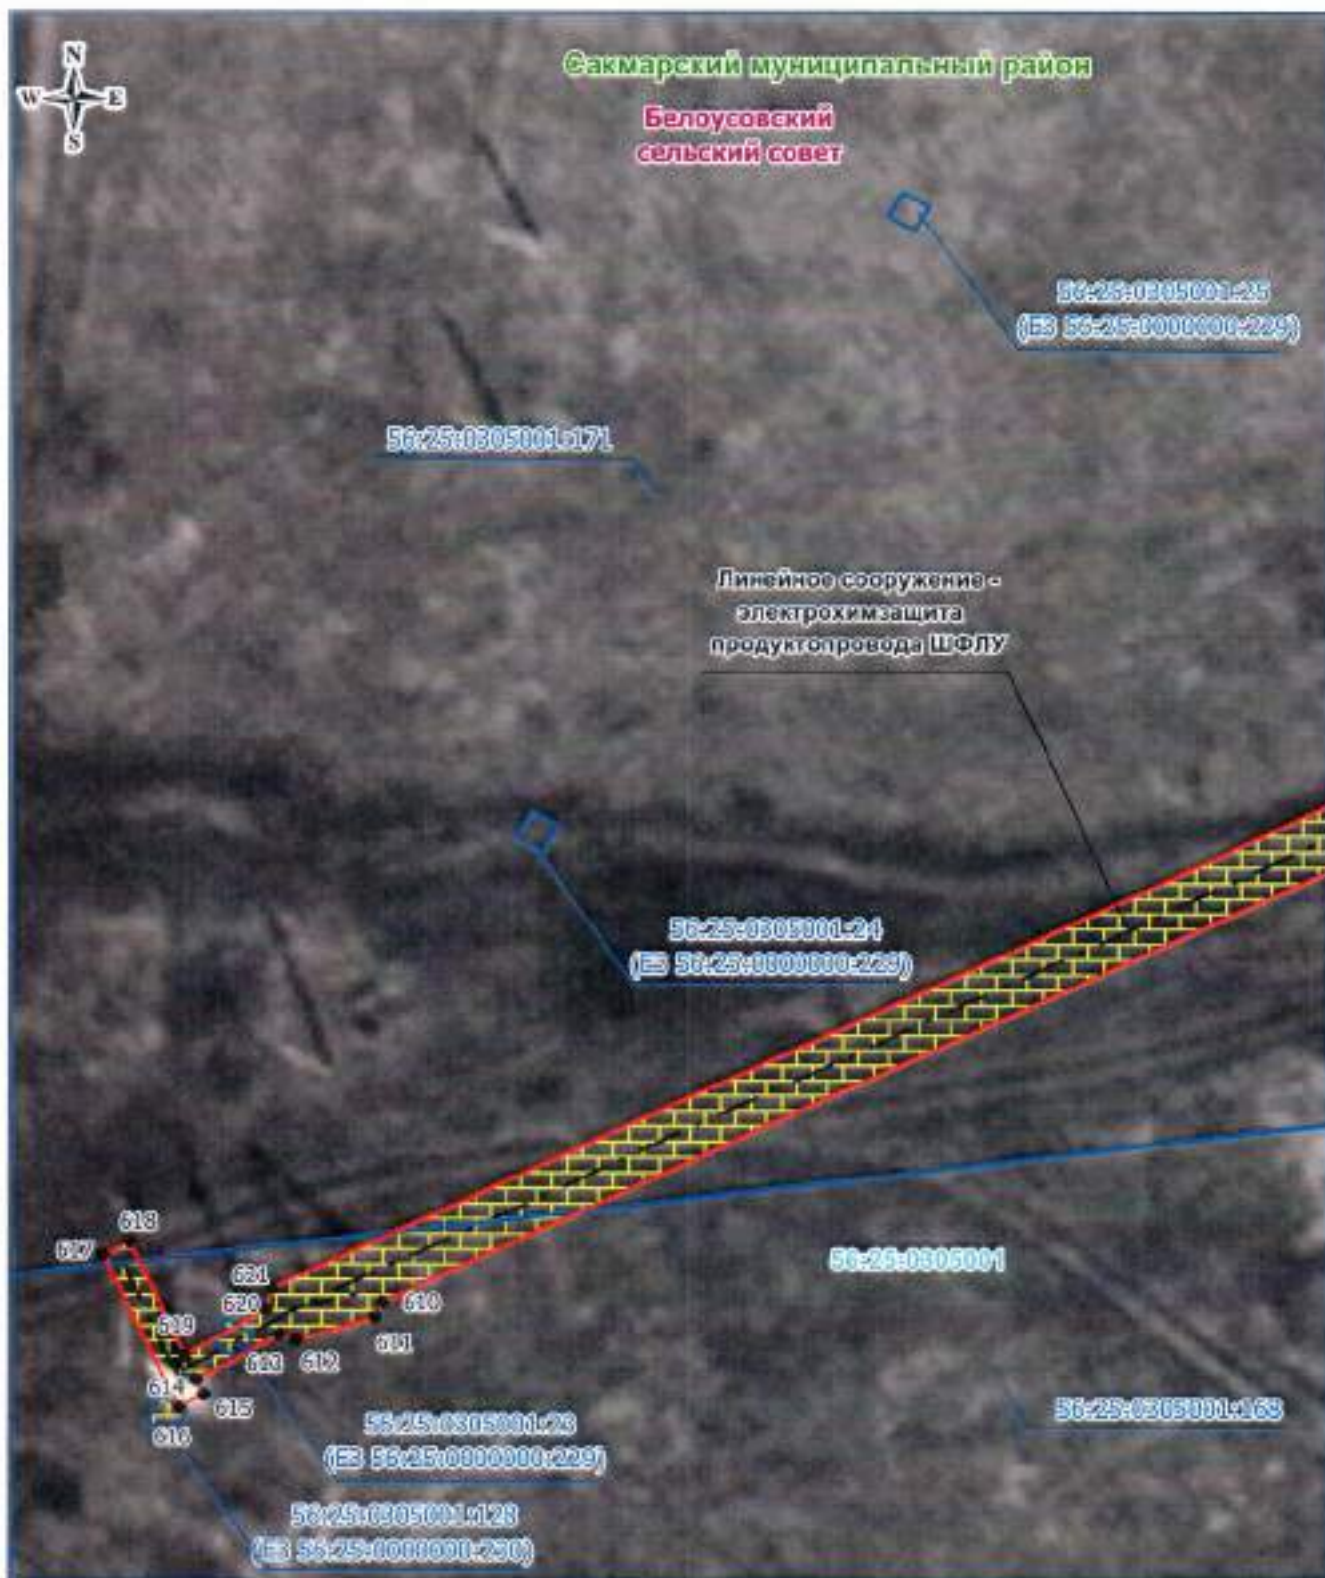 N
W E
S
Сакмарский муниципальный район
Белоусовский
сельский совет
56:25:0305001:25
(ЕЗ 56:25:0000000:229)
56:25:0305001:171
Линейное сооружение -
электрохимзащита
продуктопровода ШФЛУ
56:25:0305001:24
(ЕЗ 56:25:0000000:229)
618
617
621
620
610
619
611
613 612
56:25:0305001
614
615
616
56:25:0305001:23
(ЕЗ 56:25:0000000:229)
56:25:0305001:168
56:25:0305001:128
(ЕЗ 56:25:0000000:230)